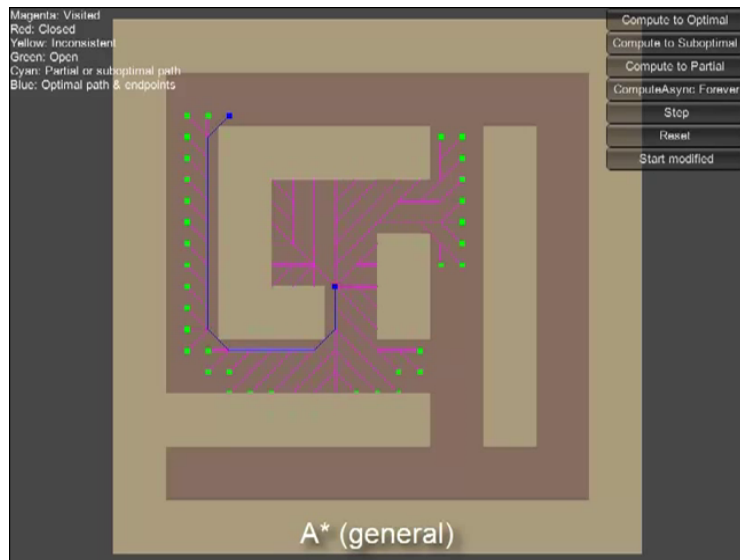 Magenta: Visited
Red: Closed
Yellow: Inconsistent
Green: Open
Cyan: Partial or suboptimal path
Blue: Optimal path & endpoints
Compute to Optimal
Compute to Suboptimal
Compute to Partial
ComputeAsync Forever
Step
Reset
Start modified
A* (general)